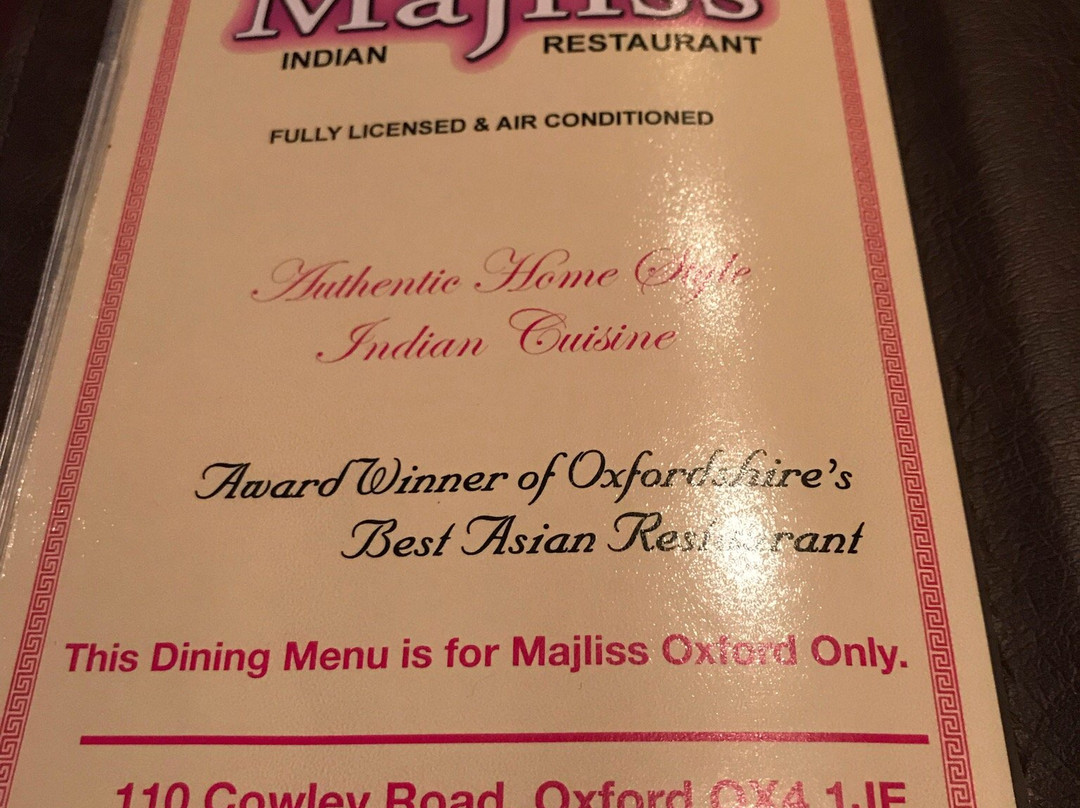 Majliss
INDIAN RESTAURANT
FULLY LICENSED & AIR CONDITIONED
Authentic Home Style
Indian Cuisine
Award Winner of Oxfordshire's
Best Asian Restaurant
This Dining Menu is for Majliss Oxford Only.
110 Cowley Road, Oxford OX4 1JE